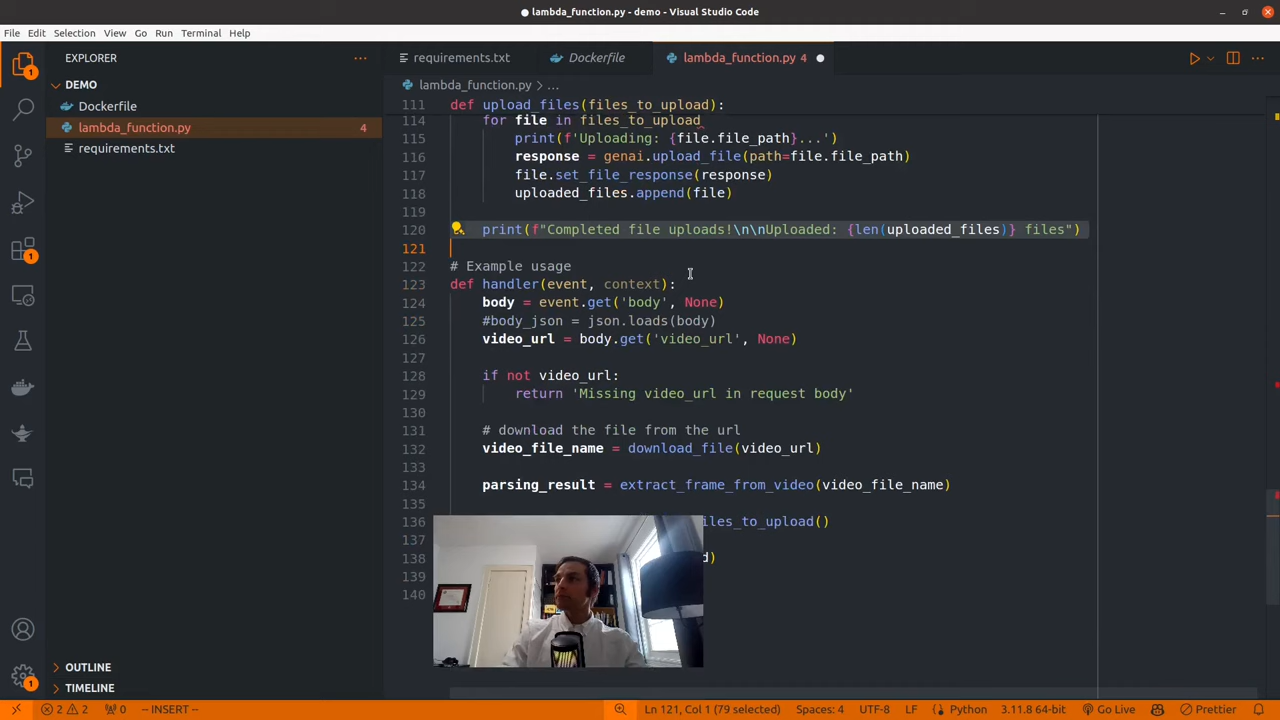 lambda_function.py - demo - Visual Studio Code
File Edit Selection View Go Run Terminal Help
EXPLORER
requirements.txt
Dockerfile
lambda_function.py 4
DEMO
lambda_function.py > ...
Dockerfile
lambda_function.py 4
requirements.txt
111 def upload_files(files_to_upload):
114 for file in files_to_upload
115 print(f'Uploading: {file.file_path}...')
116 response = genai.upload_file(path=file.file_path)
117 file.set_file_response(response)
118 uploaded_files.append(file)
119
120 print(f"Completed file uploads!\n\nUploaded: {len(uploaded_files)} files")
121
122 # Example usage
123 def handler(event, context):
124 body = event.get('body', None)
125 #body_json = json.loads(body)
126 video_url = body.get('video_url', None)
127
128 if not video_url:
129 return 'Missing video_url in request body'
130
131 # download the file from the url
132 video_file_name = download_file(video_url)
133
134 parsing_result = extract_frame_from_video(video_file_name)
135
136 files_to_upload()
137
138 d)
139
140
OUTLINE
TIMELINE
1
1
1
2 2 0 -- INSERT -- Ln 121, Col 1 (79 selected) Spaces: 4 UTF-8 LF Python 3.11.8 64-bit Go Live Prettier